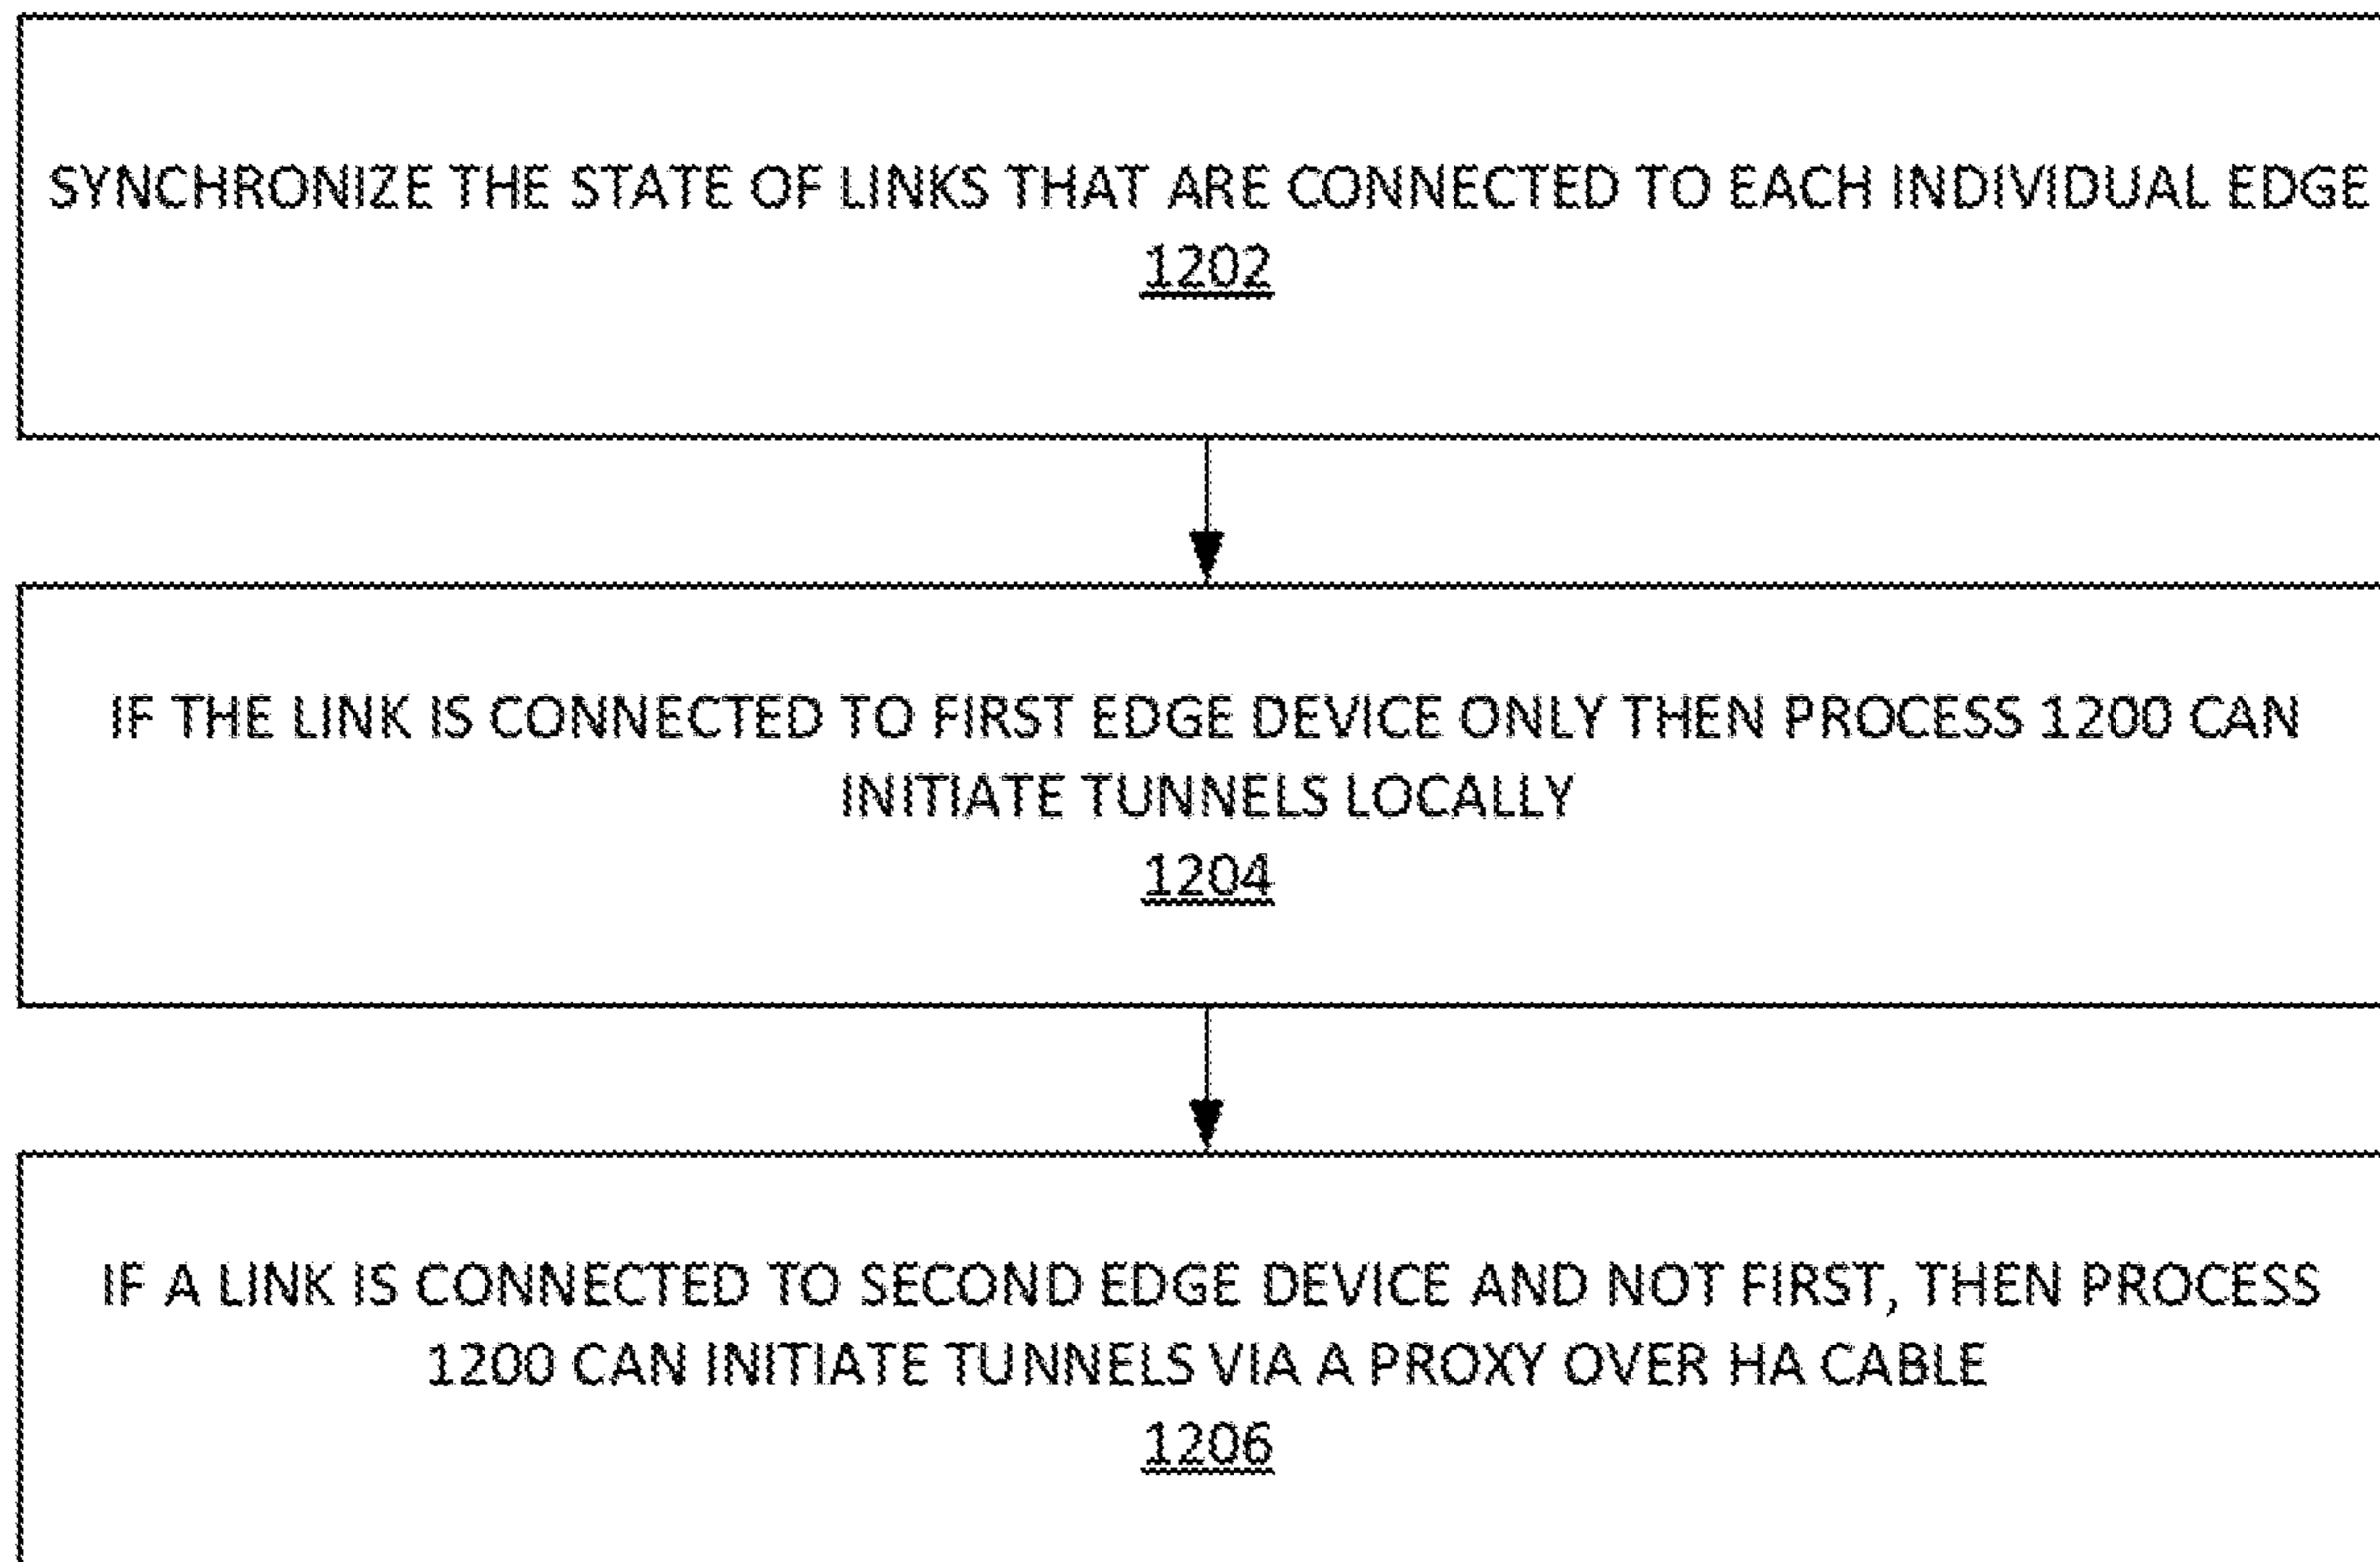 SYNCHRONIZE THE STATE OF LINKS THAT ARE CONNECTED TO EACH INDIVIDUAL EDGE
1202
IF THE LINK IS CONNECTED TO FIRST EDGE DEVICE ONLY THEN PROCESS 1200 CAN
INITIATE TUNNELS LOCALLY
1204
IF A LINK IS CONNECTED TO SECOND EDGE DEVICE AND NOT FIRST, THEN PROCESS
1200 CAN INITIATE TUNNELS VIA A PROXY OVER HA CABLE
1206